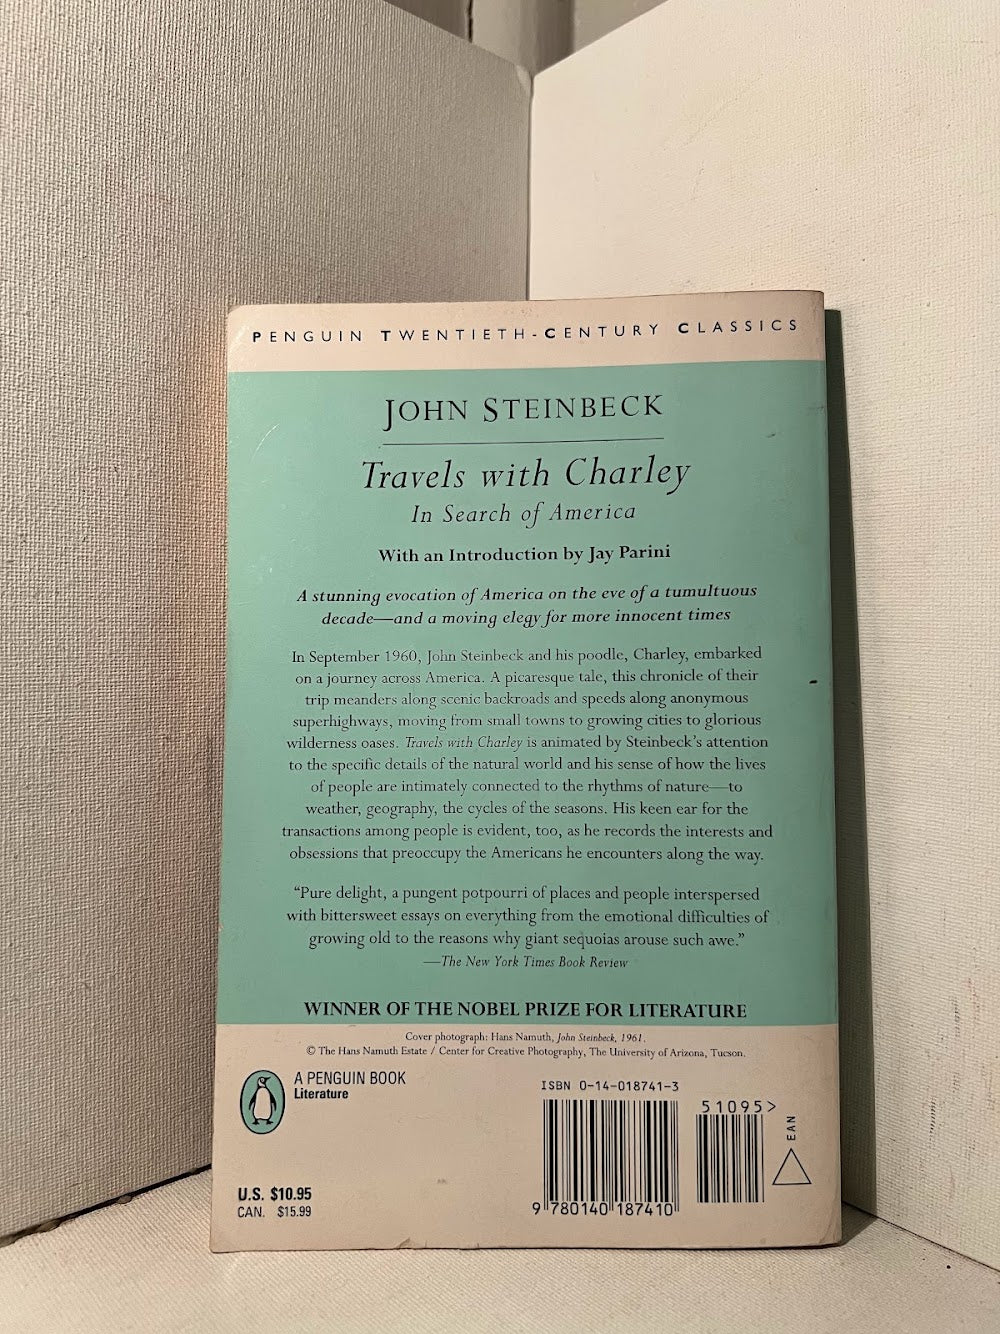 PENGUIN TWENTIETH-CENTURY CLASSICS
JOHN STEINBECK
Travels with Charley
In Search of America
With an Introduction by Jay Parini
A stunning evocation of America on the eve of a tumultuous
decade—and a moving elegy for more innocent times
In September 1960, John Steinbeck and his poodle, Charley, embarked
on a journey across America. A picaresque tale, this chronicle of their
trip meanders along scenic backroads and speeds along anonymous
superhighways, moving from small towns to growing cities to glorious
wilderness oases. Travels with Charley is animated by Steinbeck's attention
to the specific details of the natural world and his sense of how the lives
of people are intimately connected to the rhythms of nature—to
weather, geography, the cycles of the seasons. His keen ear for the
transactions among people is evident, too, as he records the interests and
obsessions that preoccupy the Americans he encounters along the way.
“Pure delight, a pungent potpourri of places and people interspersed
with bittersweet essays on everything from the emotional difficulties of
growing old to the reasons why giant sequoias arouse such awe.”
—The New York Times Book Review
WINNER OF THE NOBEL PRIZE FOR LITERATURE
Cover photograph: Hans Namuth, John Steinbeck, 1961.
© The Hans Namuth Estate / Center for Creative Photography, The University of Arizona, Tucson.
A PENGUIN BOOK
Literature
U.S. $10.95
CAN. $15.99
ISBN 0-14-018741-3
51095>
EAN
9 780140 187410